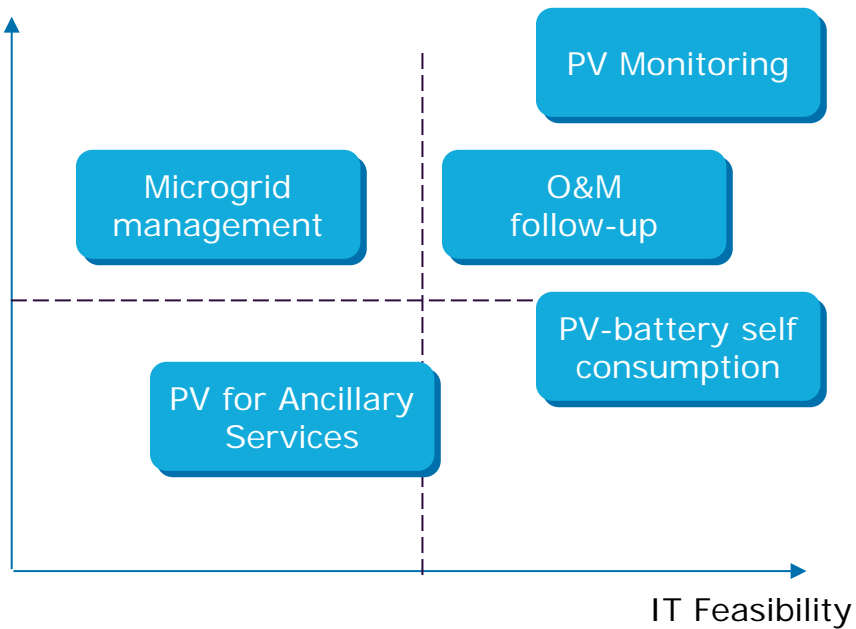 PV Monitoring
Microgrid
management
O&M
follow-up
PV-battery self
consumption
PV for Ancillary
Services
IT Feasibility